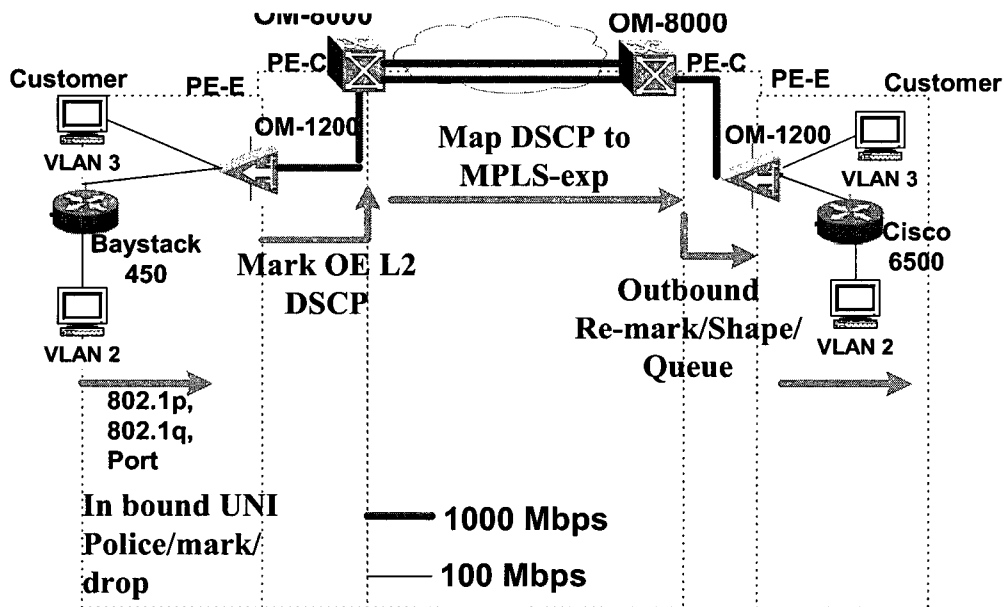 OM-8000
OM-8000
PE-C
PE-C
Customer
PE-E
PE-E
Customer
OM-1200
Map DSCP to
MPLS-exp
OM-1200
VLAN 3
VLAN 3
Baystack
450
Mark OE L2
DSCP
Cisco
6500
Outbound
Re-mark/Shape/
Queue
VLAN 2
VLAN 2
802.1p,
802.1q,
Port
In bound UNI
Police/mark/
drop
1000 Mbps
100 Mbps